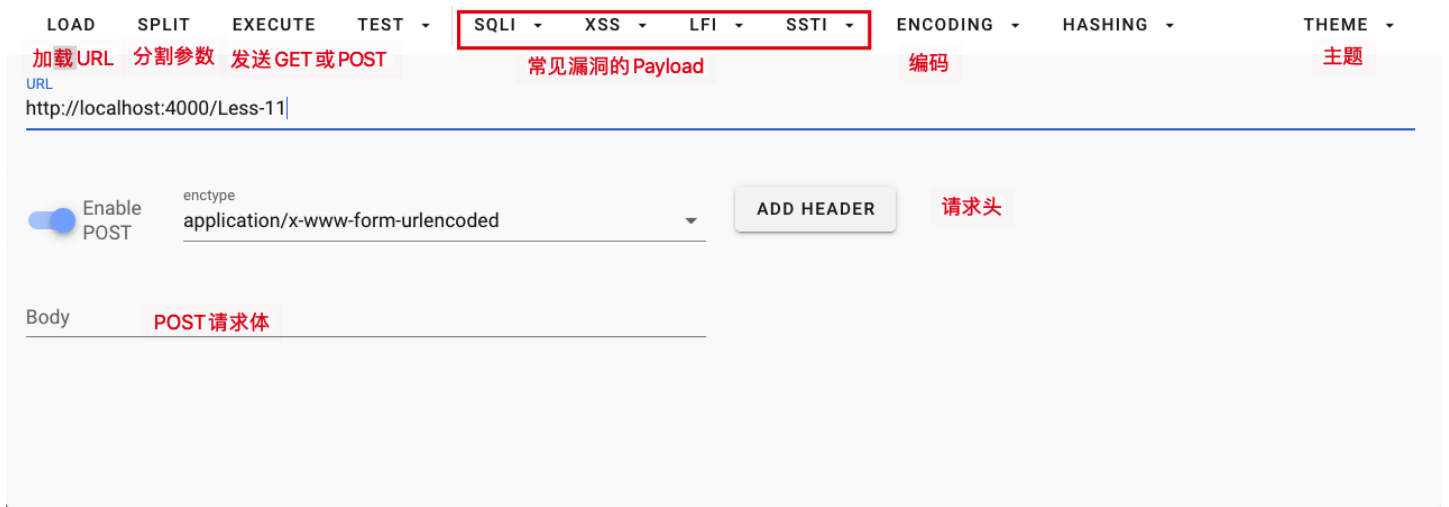 LOAD SPLIT EXECUTE TEST SQLI XSS LFI SSTI ENCODING HASHING THEME
加载URL 分割参数 发送GET或POST 常见漏洞的Payload 编码 主题
URL
http://localhost:4000/Less-11
Enable POST
enctype
application/x-www-form-urlencoded
ADD HEADER 请求头
Body POST请求体